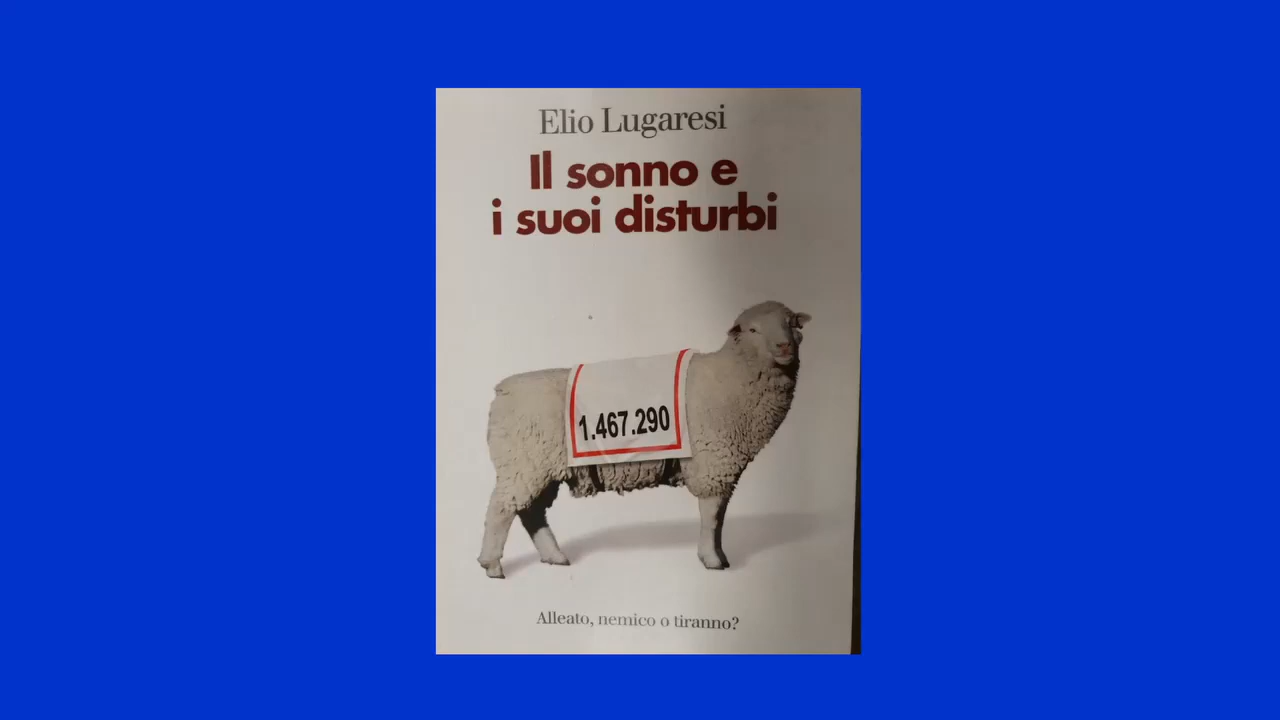 Elio Lugaresi
Il sonno e
i suoi disturbi
1.467.290
Alleato, nemico o tiranno?